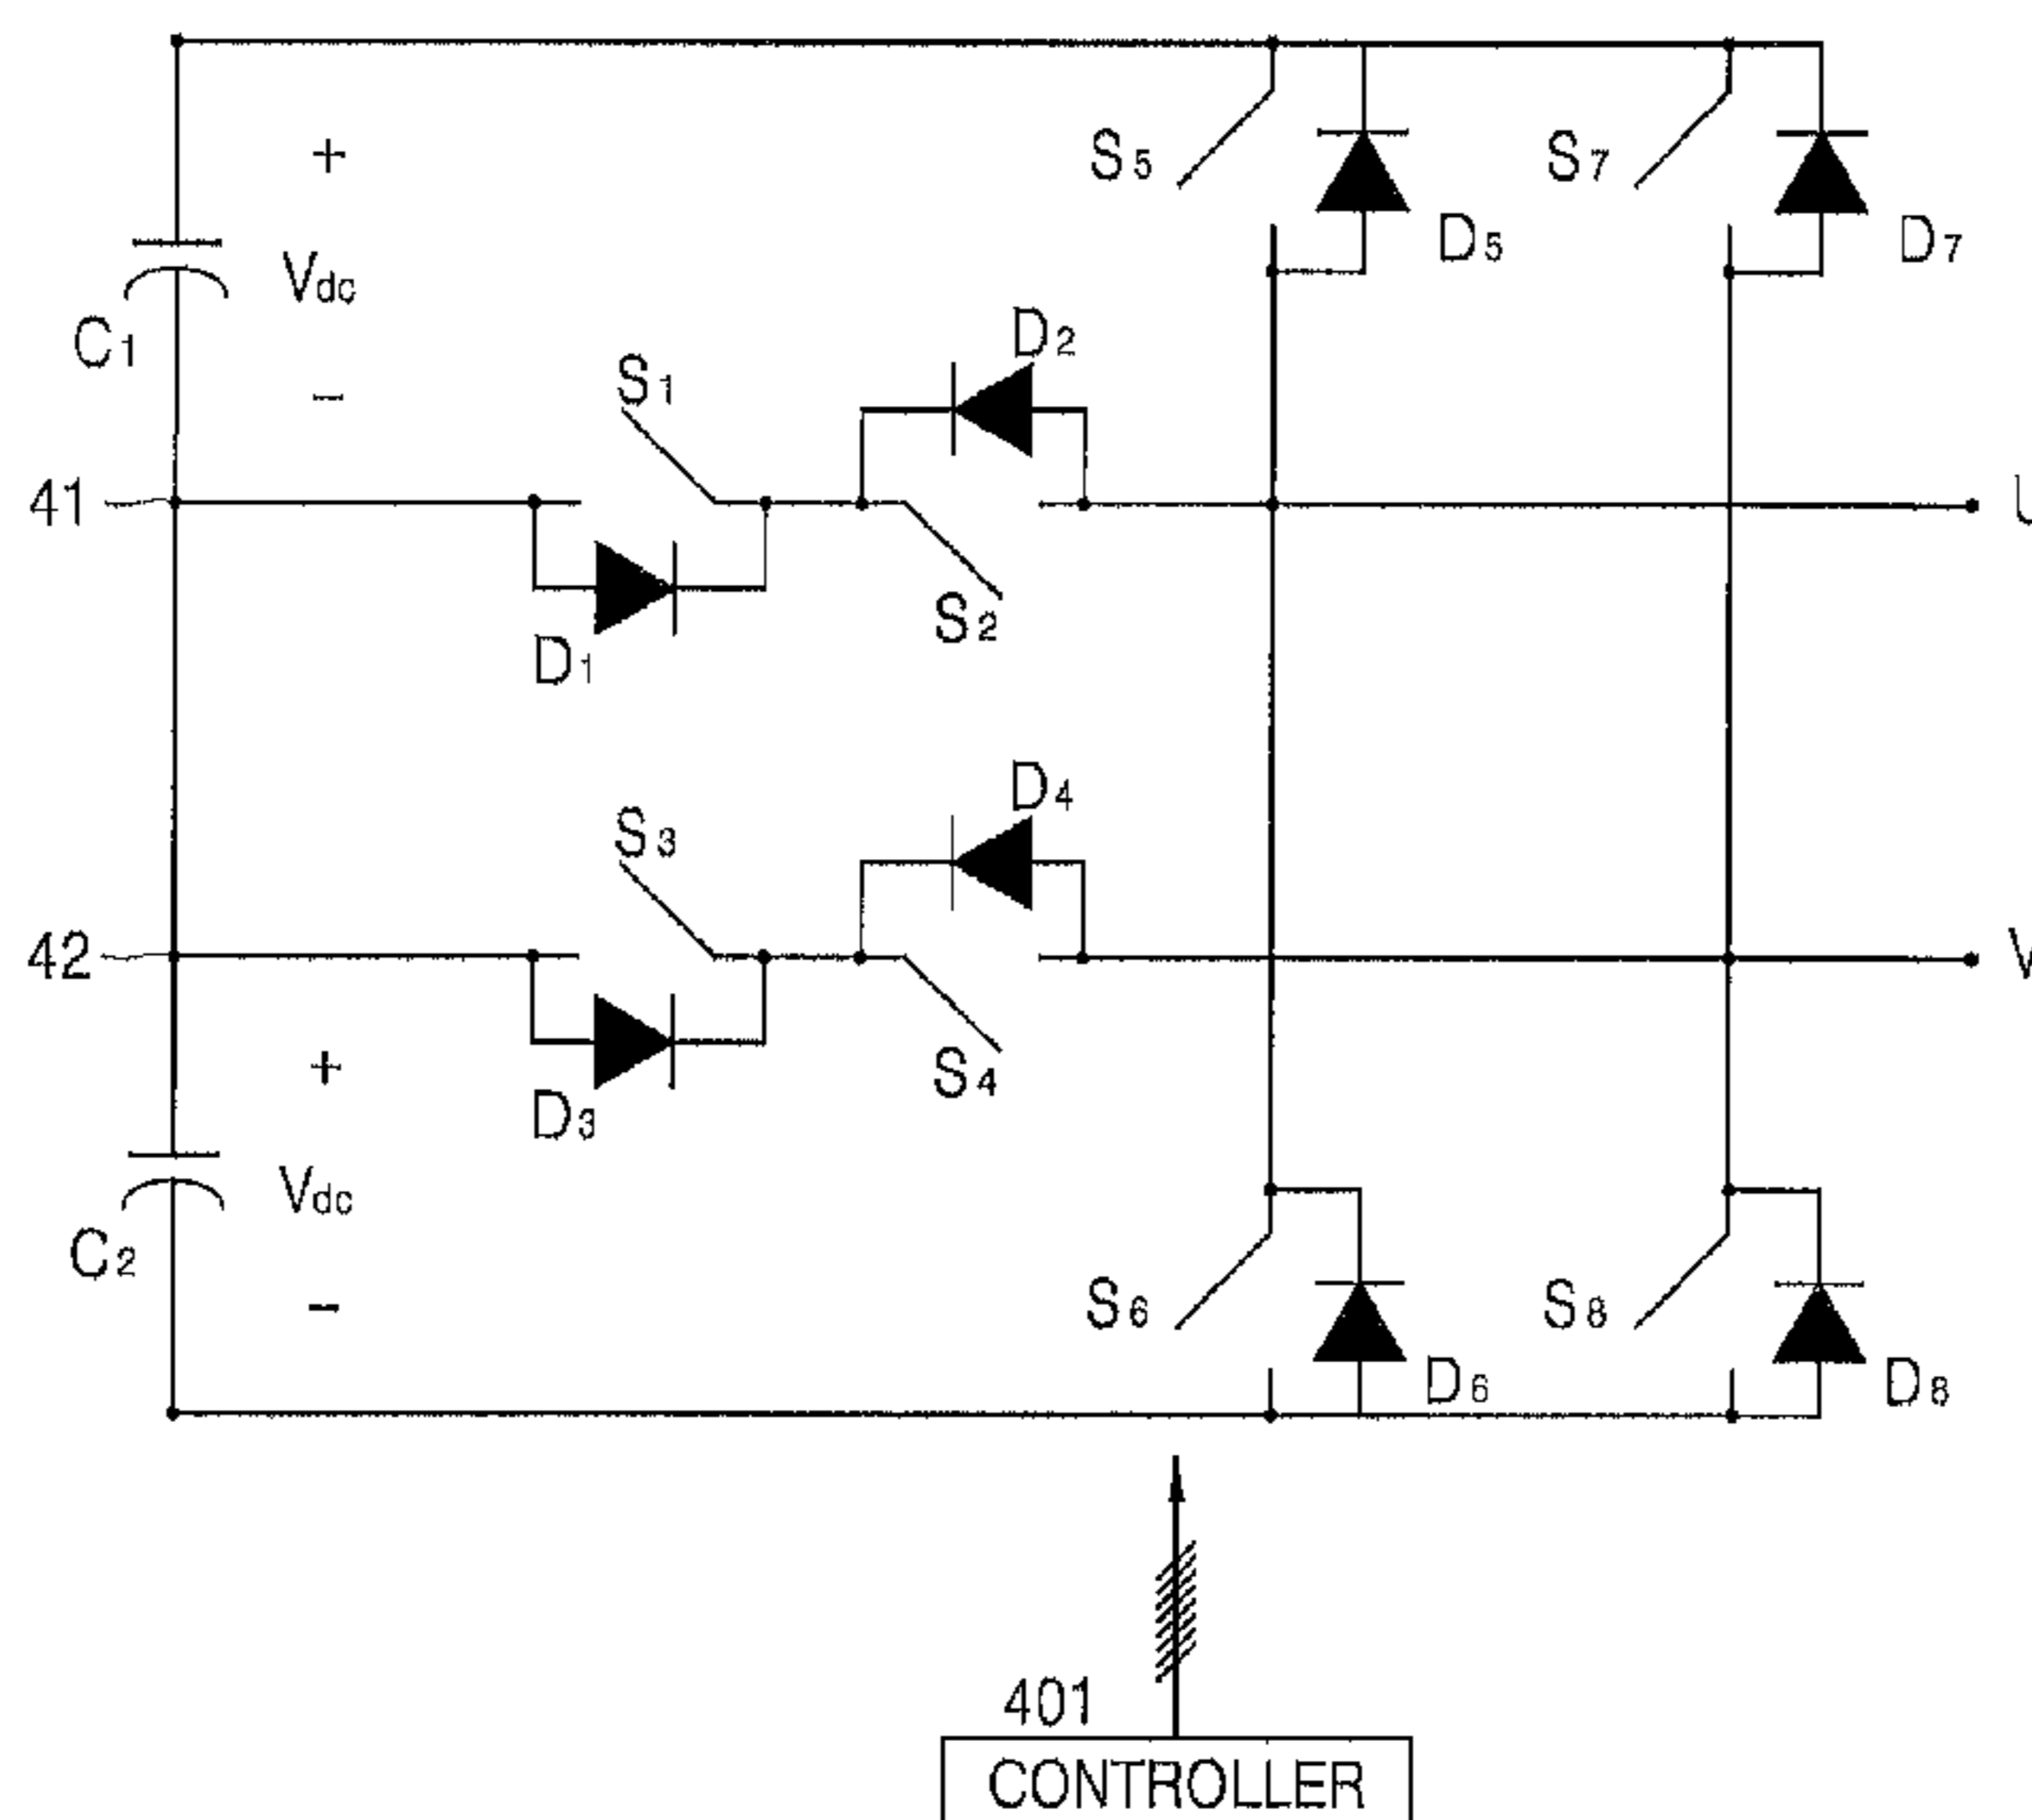 +
S5
S7
Vdc
D5
D7
C1
D2
S1
-
41
U
S2
D1
D4
S3
42
V
+
S4
D3
Vdc
C2
S6
S8
-
D6
D8
401
CONTROLLER